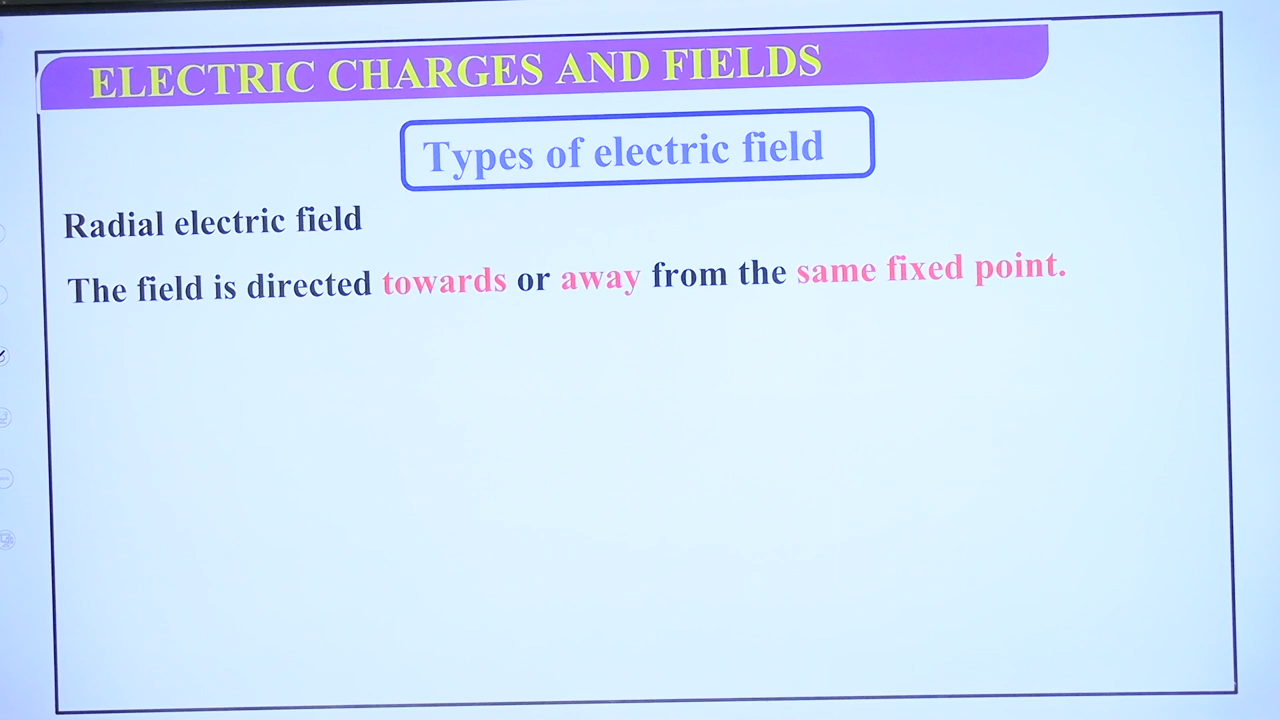 ELECTRIC CHARGES AND FIELDS
Types of electric field
Radial electric field
The field is directed towards or away from the same fixed point.